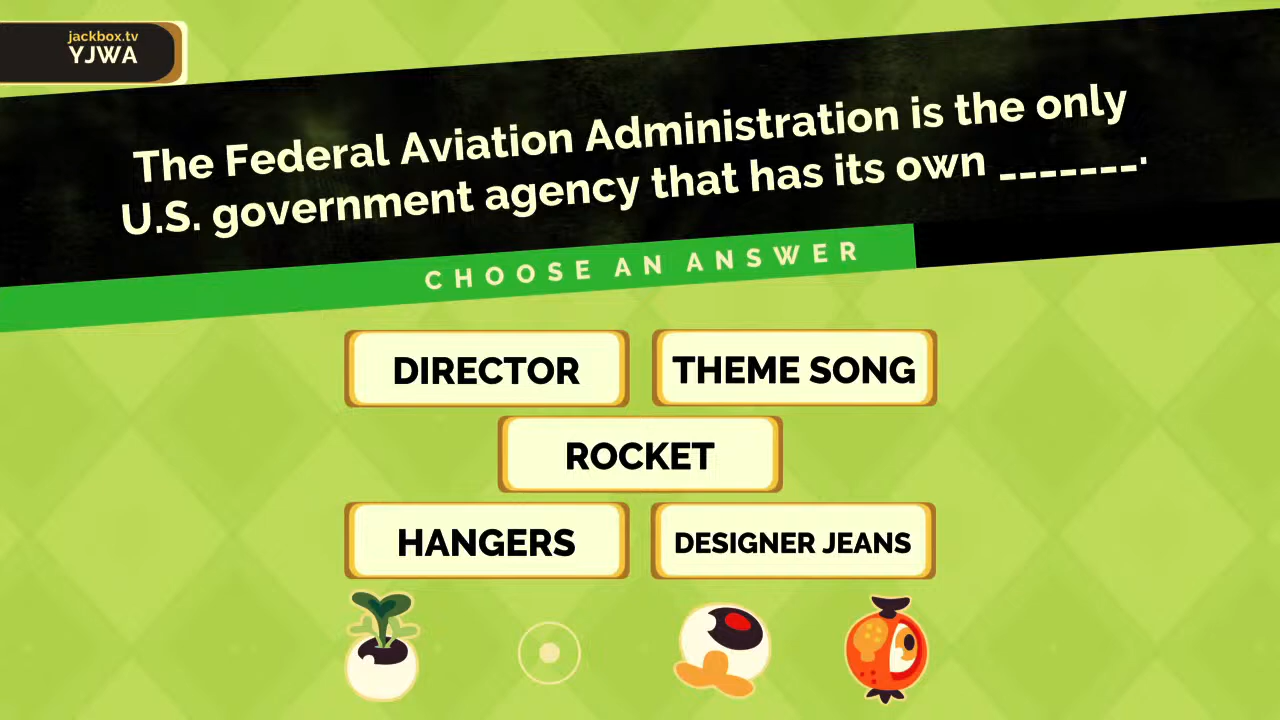 jackbox.tv
YJWA
The Federal Aviation Administration is the only
U.S. government agency that has its own _______.
CHOOSE AN ANSWER
DIRECTOR
THEME SONG
ROCKET
HANGERS
DESIGNER JEANS